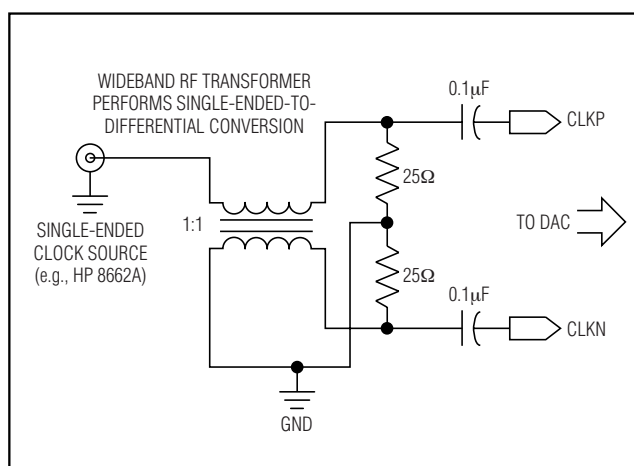 WIDEBAND RF TRANSFORMER
PERFORMS SINGLE-ENDED-TO-
DIFFERENTIAL CONVERSION
0.1μF
CLKP
25Ω
1:1
TO DAC
SINGLE-ENDED
CLOCK SOURCE
(e.g., HP 8662A)
25Ω
0.1μF
CLKN
GND